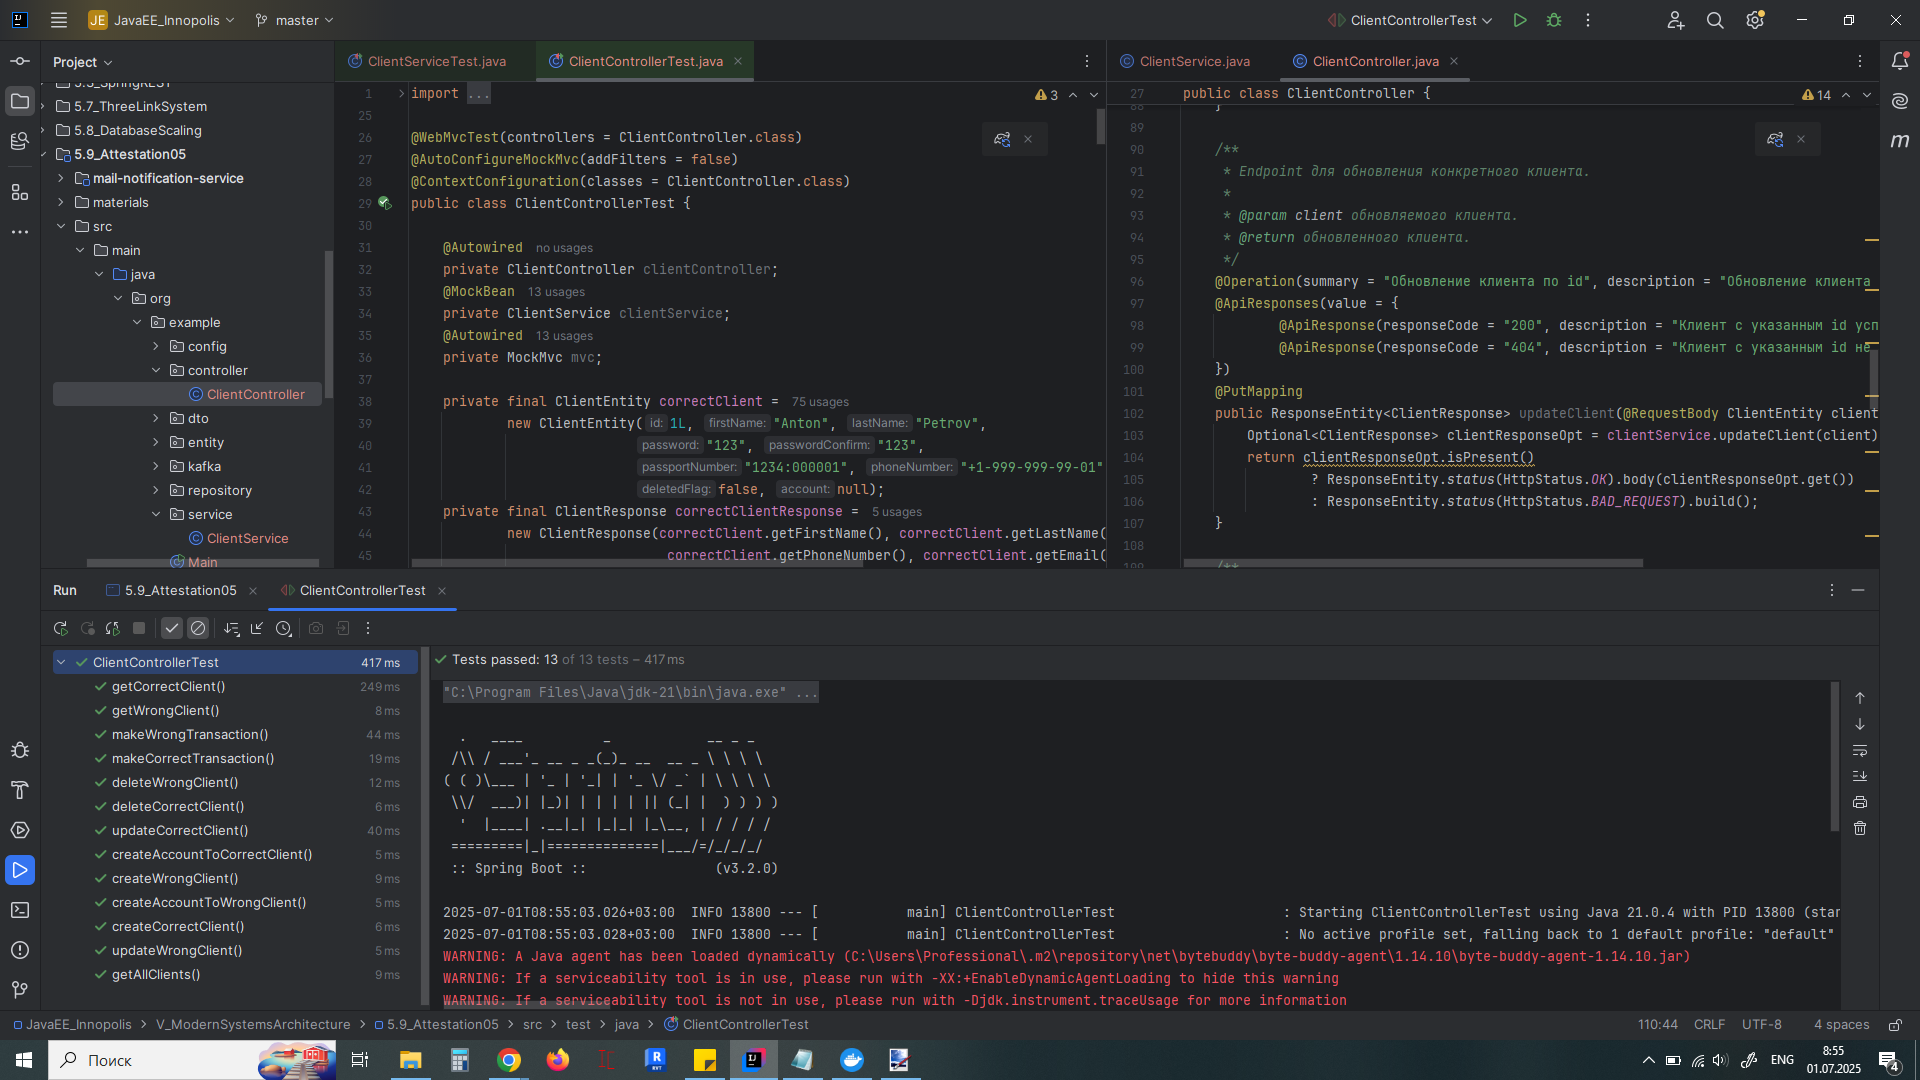 JE JavaEE_Innopolis master ClientControllerTest
Project
5.7_ThreeLinkSystem
5.8_DatabaseScaling
5.9_Attestation05
mail-notification-service
materials
src
main
java
org
example
config
controller
ClientController
dto
entity
kafka
repository
service
ClientService
Main
ClientServiceTest.java ClientControllerTest.java
1 import ...
25
26 @WebMvcTest(controllers = ClientController.class)
27 @AutoConfigureMockMvc(addFilters = false)
28 @ContextConfiguration(classes = ClientController.class)
29 public class ClientControllerTest {
30
31 @Autowired no usages
32 private ClientController clientController;
33 @MockBean 13 usages
34 private ClientService clientService;
35 @Autowired 13 usages
36 private MockMvc mvc;
37
38 private final ClientEntity correctClient = 75 usages
39 new ClientEntity( id: 1L, firstName: "Anton", lastName: "Petrov",
40 password: "123", passwordConfirm: "123",
41 passportNumber: "1234:000001", phoneNumber: "+1-999-999-99-01"
42 deletedFlag: false, account: null);
43 private final ClientResponse correctClientResponse = 5 usages
44 new ClientResponse(correctClient.getFirstName(), correctClient.getLastName(
45 correctClient.getPhoneNumber(), correctClient.getEmail(
3
ClientService.java ClientController.java
27 public class ClientController {
14
88 }
89
90 /**
91 * Endpoint для обновления конкретного клиента.
92 *
93 * @param client обновляемого клиента.
94 * @return обновленного клиента.
95 */
96 @Operation(summary = "Обновление клиента по id", description = "Обновление клиента
97 @ApiResponses(value = {
98 @ApiResponse(responseCode = "200", description = "Клиент с указанным id усп
99 @ApiResponse(responseCode = "404", description = "Клиент с указанным id не
100 })
101 @PutMapping
102 public ResponseEntity<ClientResponse> updateClient(@RequestBody ClientEntity client
103 Optional<ClientResponse> clientResponseOpt = clientService.updateClient(client)
104 return clientResponseOpt.isPresent()
105 ? ResponseEntity.status(HttpStatus.OK).body(clientResponseOpt.get())
106 : ResponseEntity.status(HttpStatus.BAD_REQUEST).build();
107 }
108
109 /**
Run 5.9_Attestation05 ClientControllerTest
ClientControllerTest 417 ms
getCorrectClient() 249 ms
getWrongClient() 8 ms
makeWrongTransaction() 44 ms
makeCorrectTransaction() 19 ms
deleteWrongClient() 12 ms
deleteCorrectClient() 6 ms
updateCorrectClient() 40 ms
createAccountToCorrectClient() 5 ms
createWrongClient() 9 ms
createAccountToWrongClient() 5 ms
createCorrectClient() 6 ms
updateWrongClient() 5 ms
getAllClients() 9 ms
Tests passed: 13 of 13 tests – 417 ms
"C:\Program Files\Java\jdk-21\bin\java.exe" ...
  .   ____          _            __ _ _
 /\\ / ___'_ __ _ _(_)_ __  __ _ \ \ \ \
( ( )\___ | '_ | '_| | '_ \/ _` | \ \ \ \
 \\/  ___)| |_)| | | | | || (_| |  ) ) ) )
  '  |____| .__|_| |_|_| |_\__, | / / / /
 =========|_|==============|___/=/_/_/_/
:: Spring Boot :: (v3.2.0)
2025-07-01T08:55:03.026+03:00 INFO 13800 --- [ main] ClientControllerTest : Starting ClientControllerTest using Java 21.0.4 with PID 13800 (star
2025-07-01T08:55:03.028+03:00 INFO 13800 --- [ main] ClientControllerTest : No active profile set, falling back to 1 default profile: "default"
WARNING: A Java agent has been loaded dynamically (C:\Users\Professional\.m2\repository\net\bytebuddy\byte-buddy-agent\1.14.10\byte-buddy-agent-1.14.10.jar)
WARNING: If a serviceability tool is in use, please run with -XX:+EnableDynamicAgentLoading to hide this warning
WARNING: If a serviceability tool is not in use, please run with -Djdk.instrument.traceUsage for more information
JavaEE_Innopolis V_ModernSystemsArchitecture 5.9_Attestation05 src test java ClientControllerTest
110:44 CRLF UTF-8 4 spaces
Поиск
ENG
8:55
01.07.2025
4